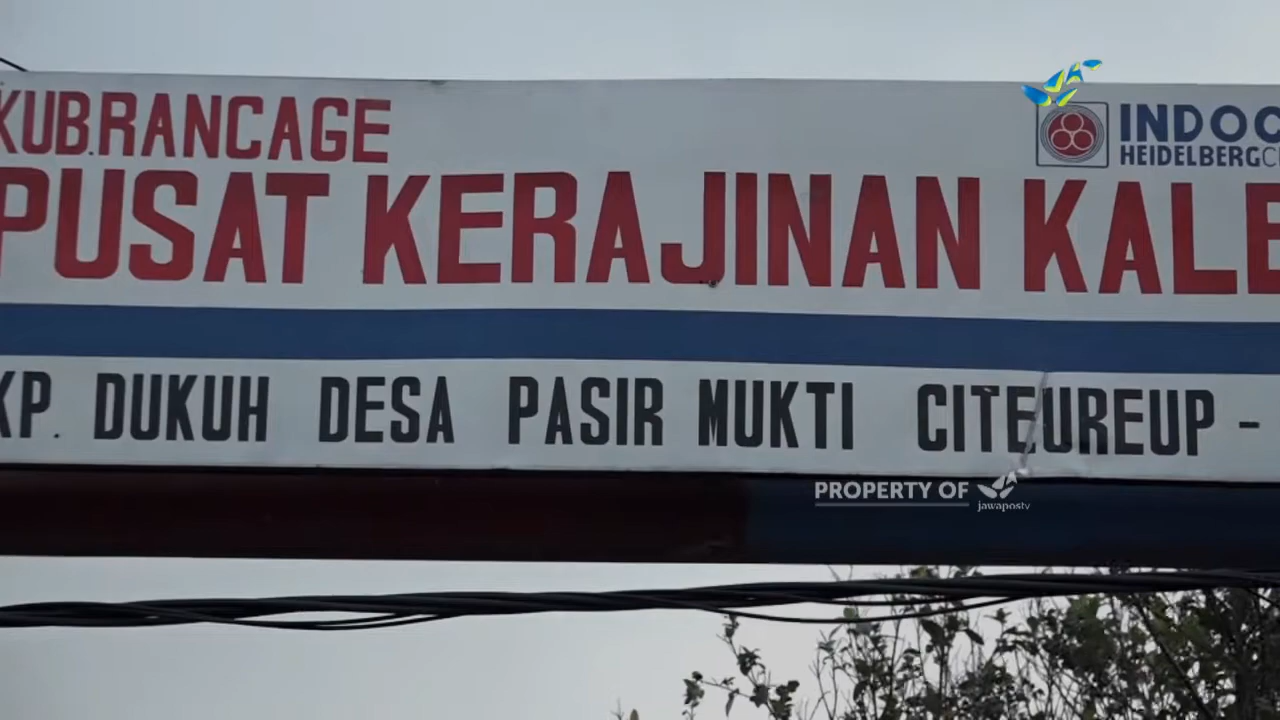 KUB.RANCAGE
INDOC
HEIDELBERGC
PUSAT KERAJINAN KALE
KP. DUKUH DESA PASIR MUKTI CITEUREUP -
PROPERTY OF jawapostv